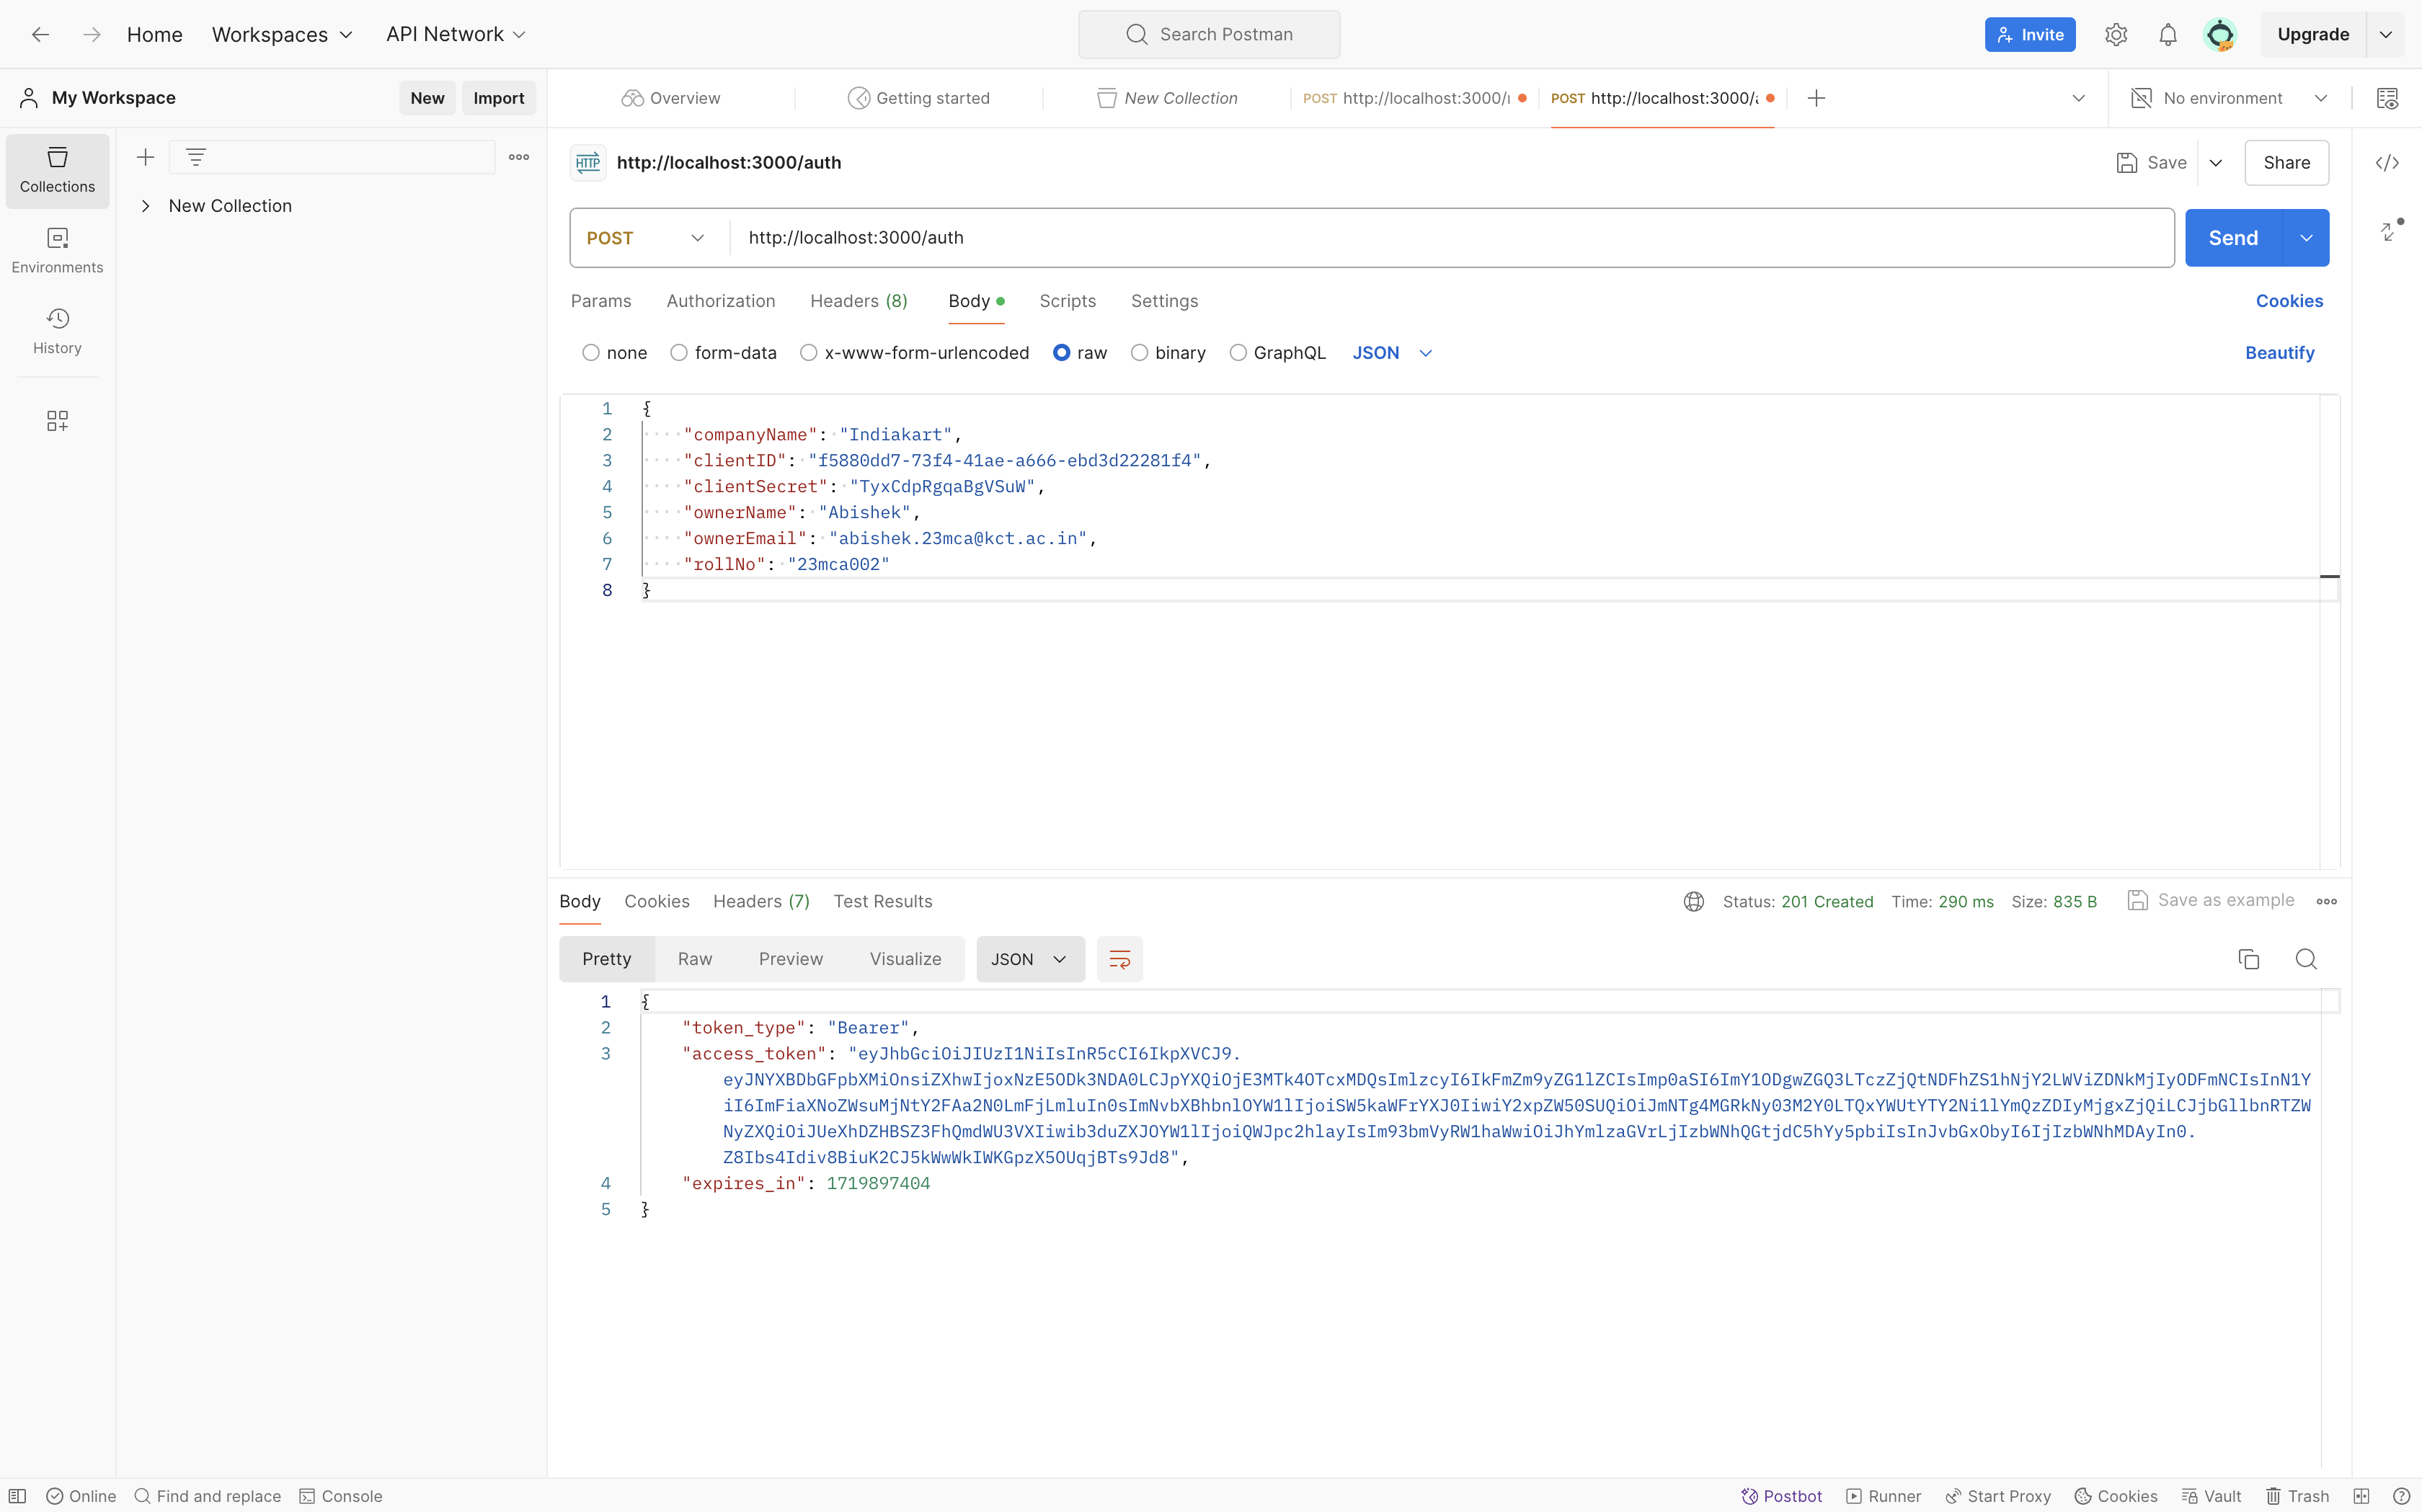 Home Workspaces API Network Search Postman Invite Upgrade
My Workspace New Import Overview Getting started New Collection POST http://localhost:3000/ POST http://localhost:3000/ No environment
Collections
Environments
History
New Collection
HTTP http://localhost:3000/auth Save Share
POST http://localhost:3000/auth Send
Params Authorization Headers (8) Body Scripts Settings Cookies
none form-data x-www-form-urlencoded raw binary GraphQL JSON Beautify
1 {
2 "companyName": "Indiakart",
3 "clientID": "f5880dd7-73f4-41ae-a666-ebd3d22281f4",
4 "clientSecret": "TyxCdpRgqaBgVSuW",
5 "ownerName": "Abishek",
6 "ownerEmail": "abishek.23mca@kct.ac.in",
7 "rollNo": "23mca002"
8 }
Body Cookies Headers (7) Test Results Status: 201 Created Time: 290 ms Size: 835 B Save as example
Pretty Raw Preview Visualize JSON
1 {
2 "token_type": "Bearer",
3 "access_token": "eyJhbGciOiJIUzI1NiIsInR5cCI6IkpXVCJ9.
eyJNYXBDbGFpbXMiOnsiZXhwIjoxNzE5ODk3NDA0LCJpYXQiOjE3MTk4OTcxMDQsImlzcyI6IkFmZm9yZG1lZCIsImp0aSI6ImY1ODgwZGQ3LTczZjQtNDFhZS1hNjY2LWViZDNkMjIyODFmNCIsInN1Y
iI6ImFiaXNoZWsuMjNtY2FAa2N0LmFjLmluIn0sImNvbXBhbnlOYW1lIjoiSW5kaWFrYXJ0IiwiY2xpZW50SUQiOiJmNTg4MGRkNy03M2Y0LTQxYWUtYTY2Ni1lYmQzZDIyMjgxZjQiLCJjbGllbnRTZW
NyZXQiOiJUeXhDZHBSZ3FhQmdWU3VXIiwib3duZXJOYW1lIjoiQWJpc2hlayIsIm93bmVyRW1haWwiOiJhYmlzaGVrLjIzbWNhQGtjdC5hYy5pbiIsInJvbGxObyI6IjIzbWNhMDAyIn0.
Z8Ibs4Idiv8BiuK2CJ5kWwWkIWKGpzX5OUqjBTs9Jd8",
4 "expires_in": 1719897404
5 }
Online Find and replace Console Postbot Runner Start Proxy Cookies Vault Trash